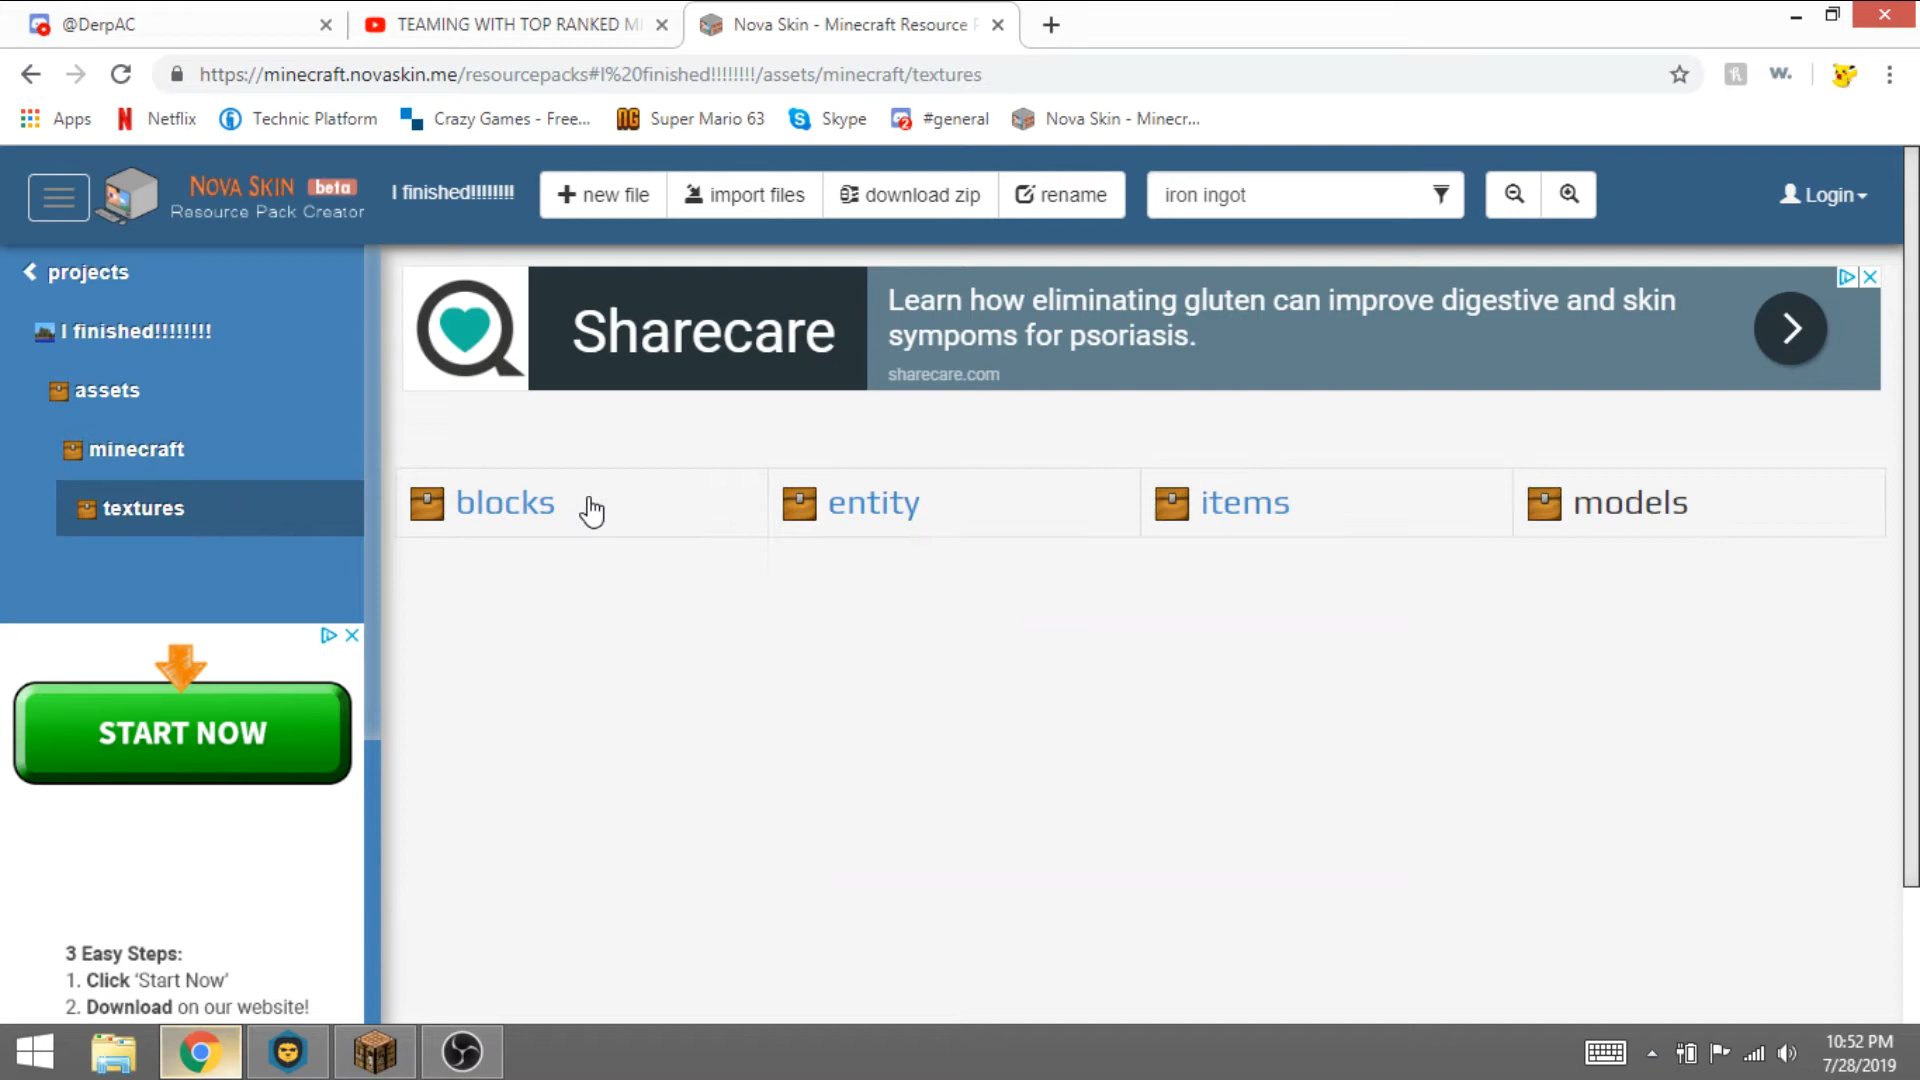 @DerpAC
TEAMING WITH TOP RANKED M
Nova Skin - Minecraft Resource P
https://minecraft.novaskin.me/resourcepacks#I%20finished!!!!!!!!/assets/minecraft/textures
Apps
Netflix
Technic Platform
Crazy Games - Free...
Super Mario 63
Skype
#general
Nova Skin - Minecr...
NOVA SKIN beta
Resource Pack Creator
I finished!!!!!!!!
new file
import files
download zip
rename
iron ingot
Login
projects
I finished!!!!!!!!
assets
minecraft
textures
Sharecare
Learn how eliminating gluten can improve digestive and skin
sympoms for psoriasis.
sharecare.com
blocks
entity
items
models
START NOW
3 Easy Steps:
1. Click 'Start Now'
2. Download on our website!
10:52 PM
7/28/2019